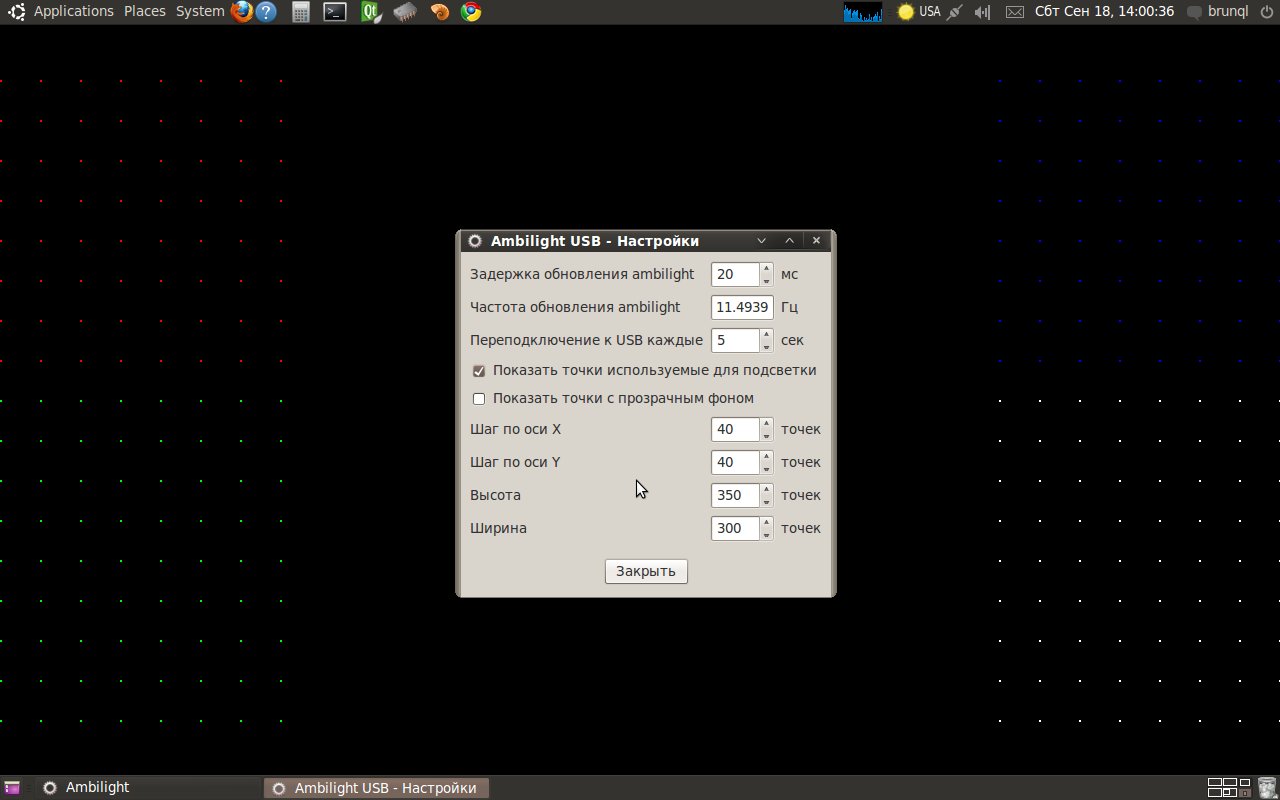 Applications Places System Qt USA Сбт Сен 18, 14:00:36 brunql
Ambilight USB - Настройки
Задержка обновления ambilight 20 мс
Частота обновления ambilight 11.4939 Гц
Переподключение к USB каждые 5 сек
Показать точки используемые для подсветки
Показать точки с прозрачным фоном
Шаг по оси X 40 точек
Шаг по оси Y 40 точек
Высота 350 точек
Ширина 300 точек
Закрыть
Ambilight Ambilight USB - Настройки